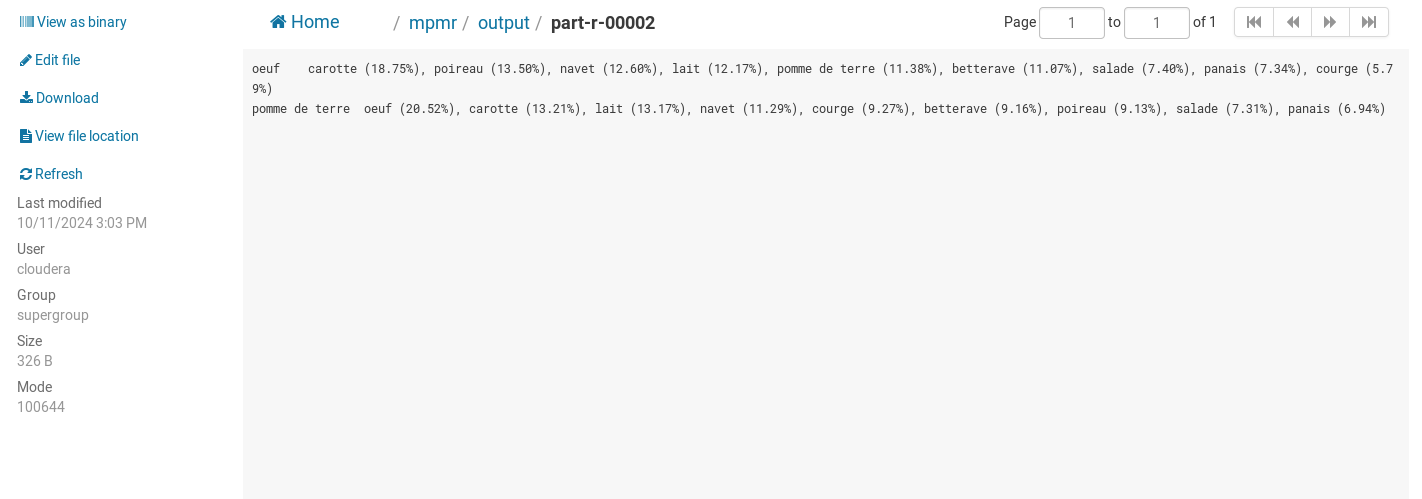 View as binary
Edit file
Download
View file location
Refresh
Last modified
10/11/2024 3:03 PM
User
cloudera
Group
supergroup
Size
326 B
Mode
100644
Home / mpmr / output / part-r-00002
Page 1 to 1 of 1
oeuf carotte (18.75%), poireau (13.50%), navet (12.60%), lait (12.17%), pomme de terre (11.38%), betterave (11.07%), salade (7.40%), panais (7.34%), courge (5.7
9%)
pomme de terre oeuf (20.52%), carotte (13.21%), lait (13.17%), navet (11.29%), courge (9.27%), betterave (9.16%), poireau (9.13%), salade (7.31%), panais (6.94%)